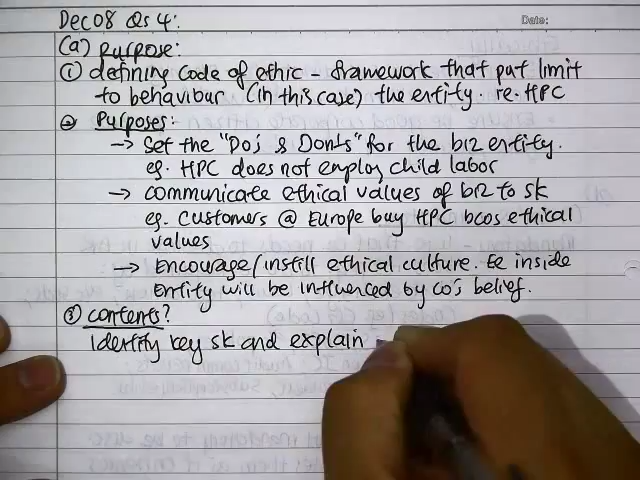 Dec 08 Qs 4:
Date:
(a) purpose:
① defining code of ethic - framework that put limit
to behaviour (in this case) the entity. re. HPC
② Purposes:
→ Set the "Do's & Donts" for the biz entity.
eg. HPC does not employ child labor
→ communicate ethical values of biz to sk
eg. customers @ Europe buy HPC bcos ethical
values
→ Encourage/instill ethical culture. Ee inside
entity will be influenced by co's belief.
③ contents?
Identify key sk and explain